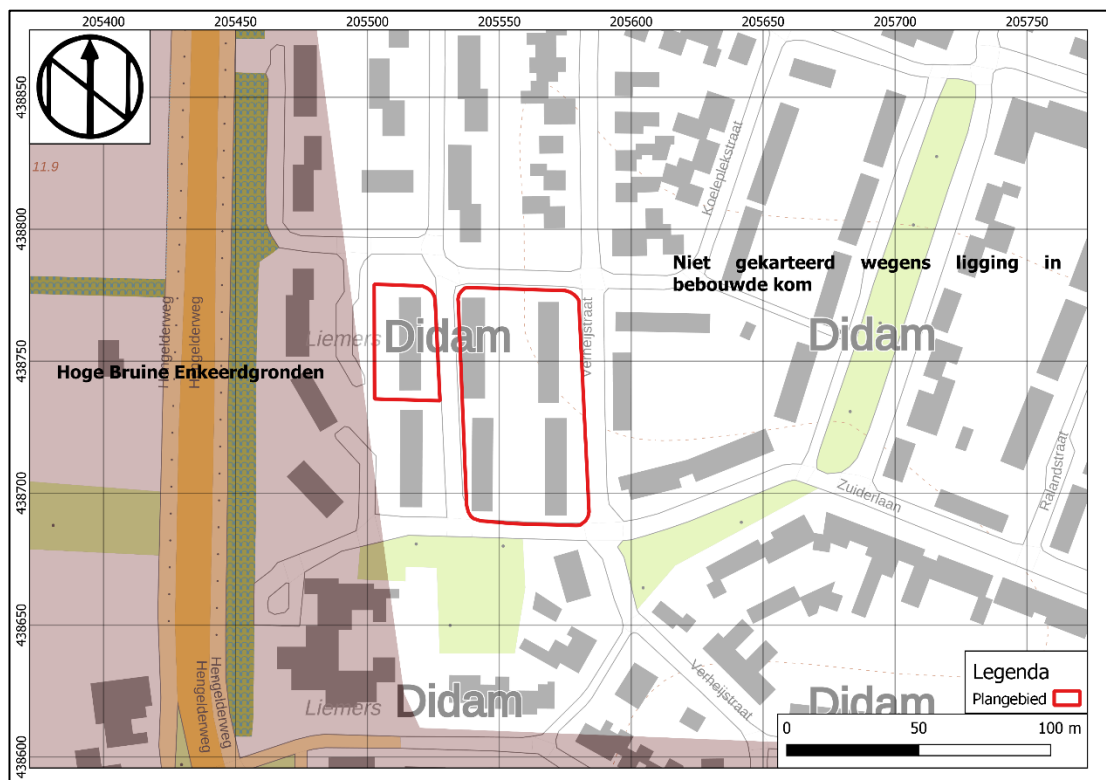 205400 205450 205500 205550 205600 205650 205700 205750
438850
438800
438750
438700
438650
438600
11.9
Koeleplekstraat
Niet gekarteerd wegens ligging in
bebouwde kom
Hengelderweg
Hengelderweg
Liemers
Didam
Verheijstraat
Didam
Hoge Bruine Enkeerdgronden
Zuiderlaan
Ralandstraat
Verheijstraat
Hengelderweg
Hengelderweg
Liemers
Didam
Didam
Legenda
Plangebied
0 50 100 m